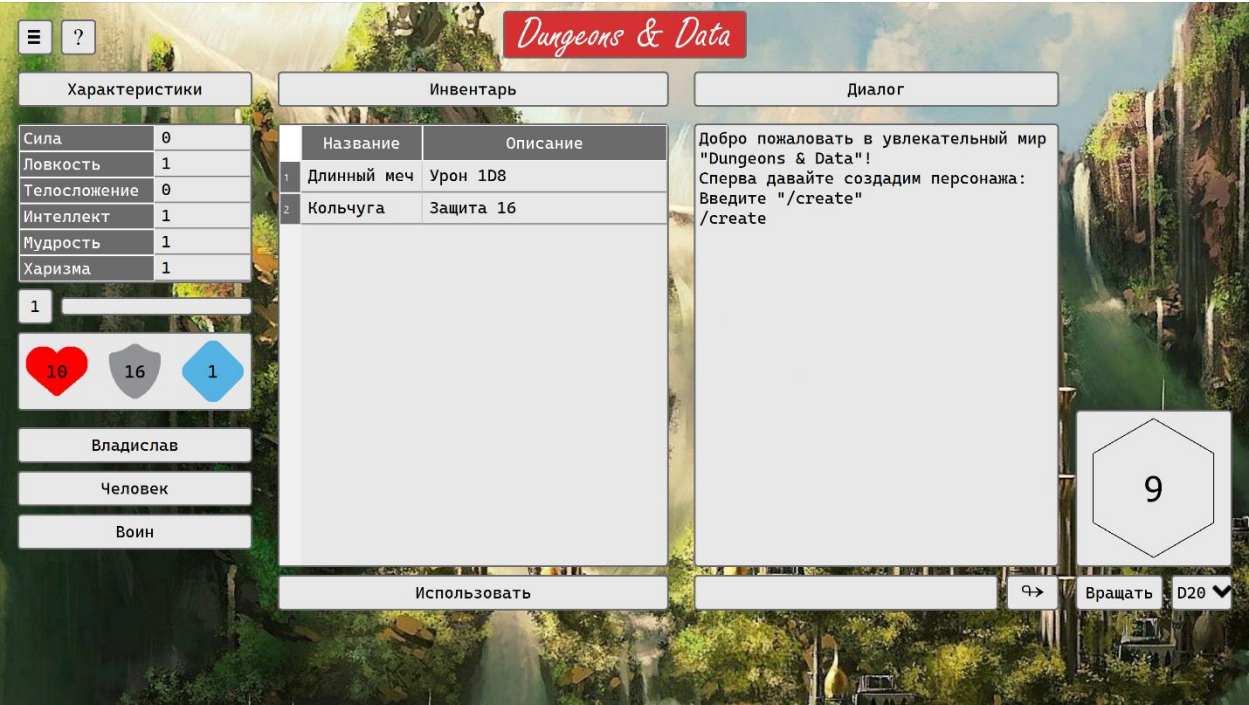 ?
Dungeons & Data
Характеристики
Сила 0
Ловкость 1
Телосложение 0
Интеллект 1
Мудрость 1
Харизма 1
1
10 16 1
Владислав
Человек
Воин
Инвентарь
Название Описание
1 Длинный меч Урон 1D8
2 Кольчуга Защита 16
Использовать
Диалог
Добро пожаловать в увлекательный мир
"Dungeons & Data"!
Сперва давайте создадим персонажа:
Введите "/create"
/create
9
Вращать D20